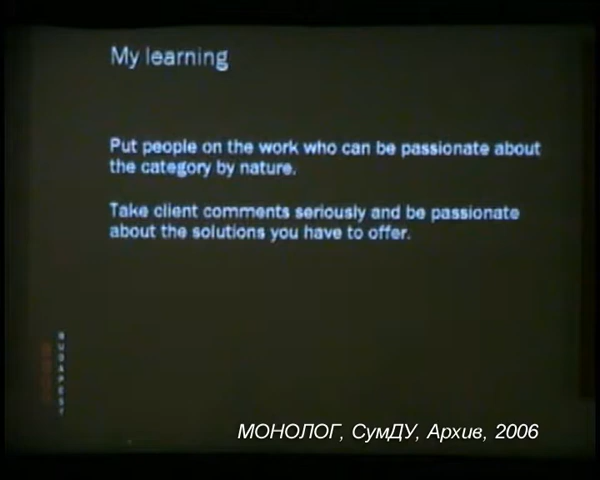 My learning
Put people on the work who can be passionate about
the category by nature.
Take client comments seriously and be passionate
about the solutions you have to offer.
BUDAPEST
МОНОЛОГ, СумДУ, Архив, 2006